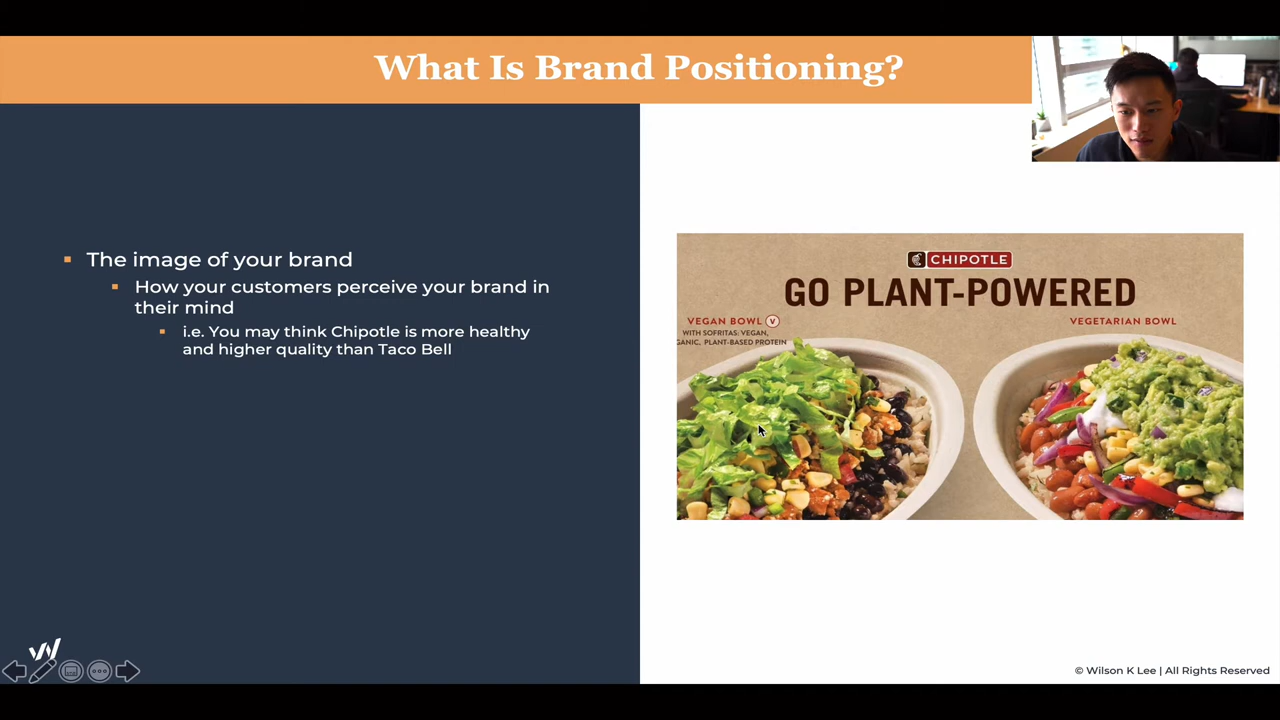 What Is Brand Positioning?
The image of your brand
How your customers perceive your brand in
their mind
i.e. You may think Chipotle is more healthy
and higher quality than Taco Bell
CHIPOTLE
GO PLANT-POWERED
VEGAN BOWL V
WITH SOFRITAS: VEGAN,
GANIC, PLANT-BASED PROTEIN
VEGETARIAN BOWL
© Wilson K Lee | All Rights Reserved